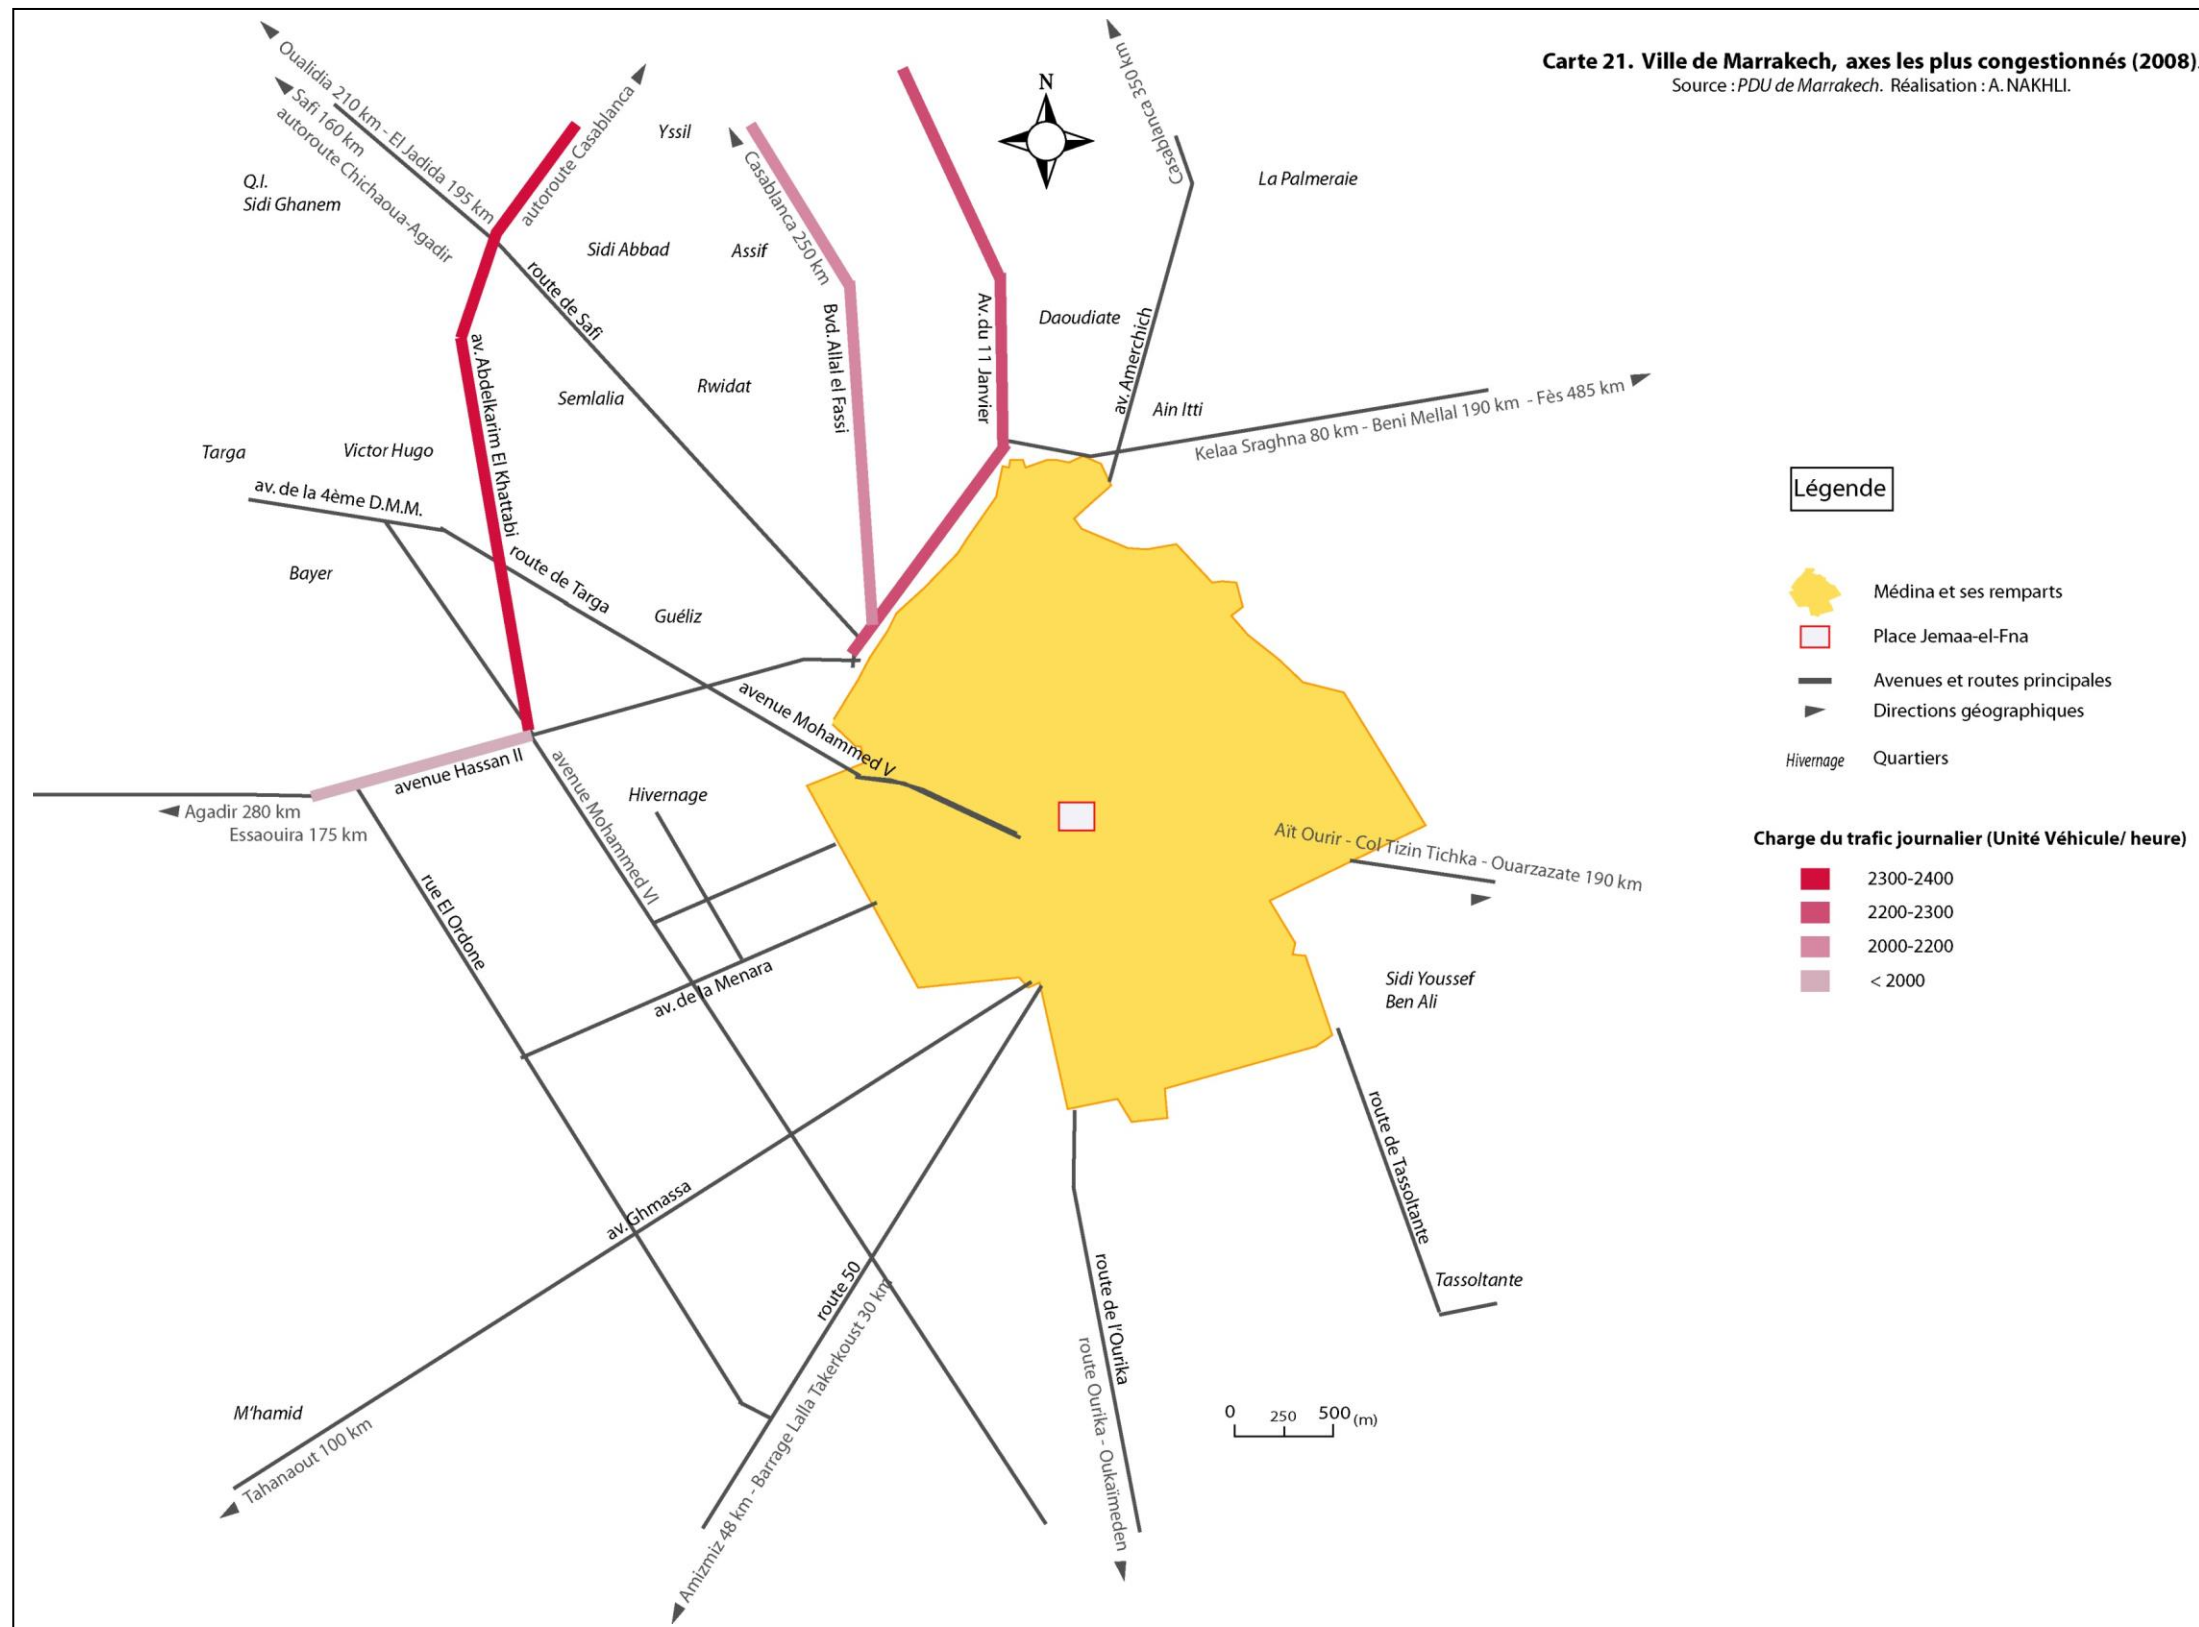 Carte 21. Ville de Marrakech, axes les plus congestionnés (2008).
Source : PDU de Marrakech. Réalisation : A. NAKHLI.
N
Oualidia 210 km - El Jadida 195 km
Safi 160 km
autoroute Chichaoua-Agadir
autoroute Casablanca
Casablanca 250 km
Casablanca 350 km
Yssil
La Palmeraie
Q.I.
Sidi Ghanem
Sidi Abbad
Assif
route de Safi
Bvd. Allal el Fassi
Av. du 11 Janvier
Daoudiate
av. Amerchich
av. Abdelkarim El Khattabi
Semlalia
Rwidat
Ain Itti
Kelaa Sraghna 80 km - Beni Mellal 190 km - Fès 485 km
Targa
Victor Hugo
av. de la 4ème D.M.M.
Bayer
route de Targa
Guéliz
avenue Mohammed V
avenue Hassan II
avenue Mohammed VI
Hivernage
Agadir 280 km
Essaouira 175 km
Aït Ourir - Col Tizin Tichka - Ouarzazate 190 km
rue El Ordone
av. de la Menara
Sidi Youssef
Ben Ali
route de Tassoltante
av. Ghmassa
route 50
Amizmiz 48 km - Barrage Lalla Takerkoust 30 km
route de l'Ourika
route Ourika - Oukaïmeden
Tassoltante
M'hamid
Tahanaout 100 km
0 250 500 (m)
Légende
Médina et ses remparts
Place Jemaa-el-Fna
Avenues et routes principales
Directions géographiques
Hivernage Quartiers
Charge du trafic journalier (Unité Véhicule/ heure)
2300-2400
2200-2300
2000-2200
< 2000